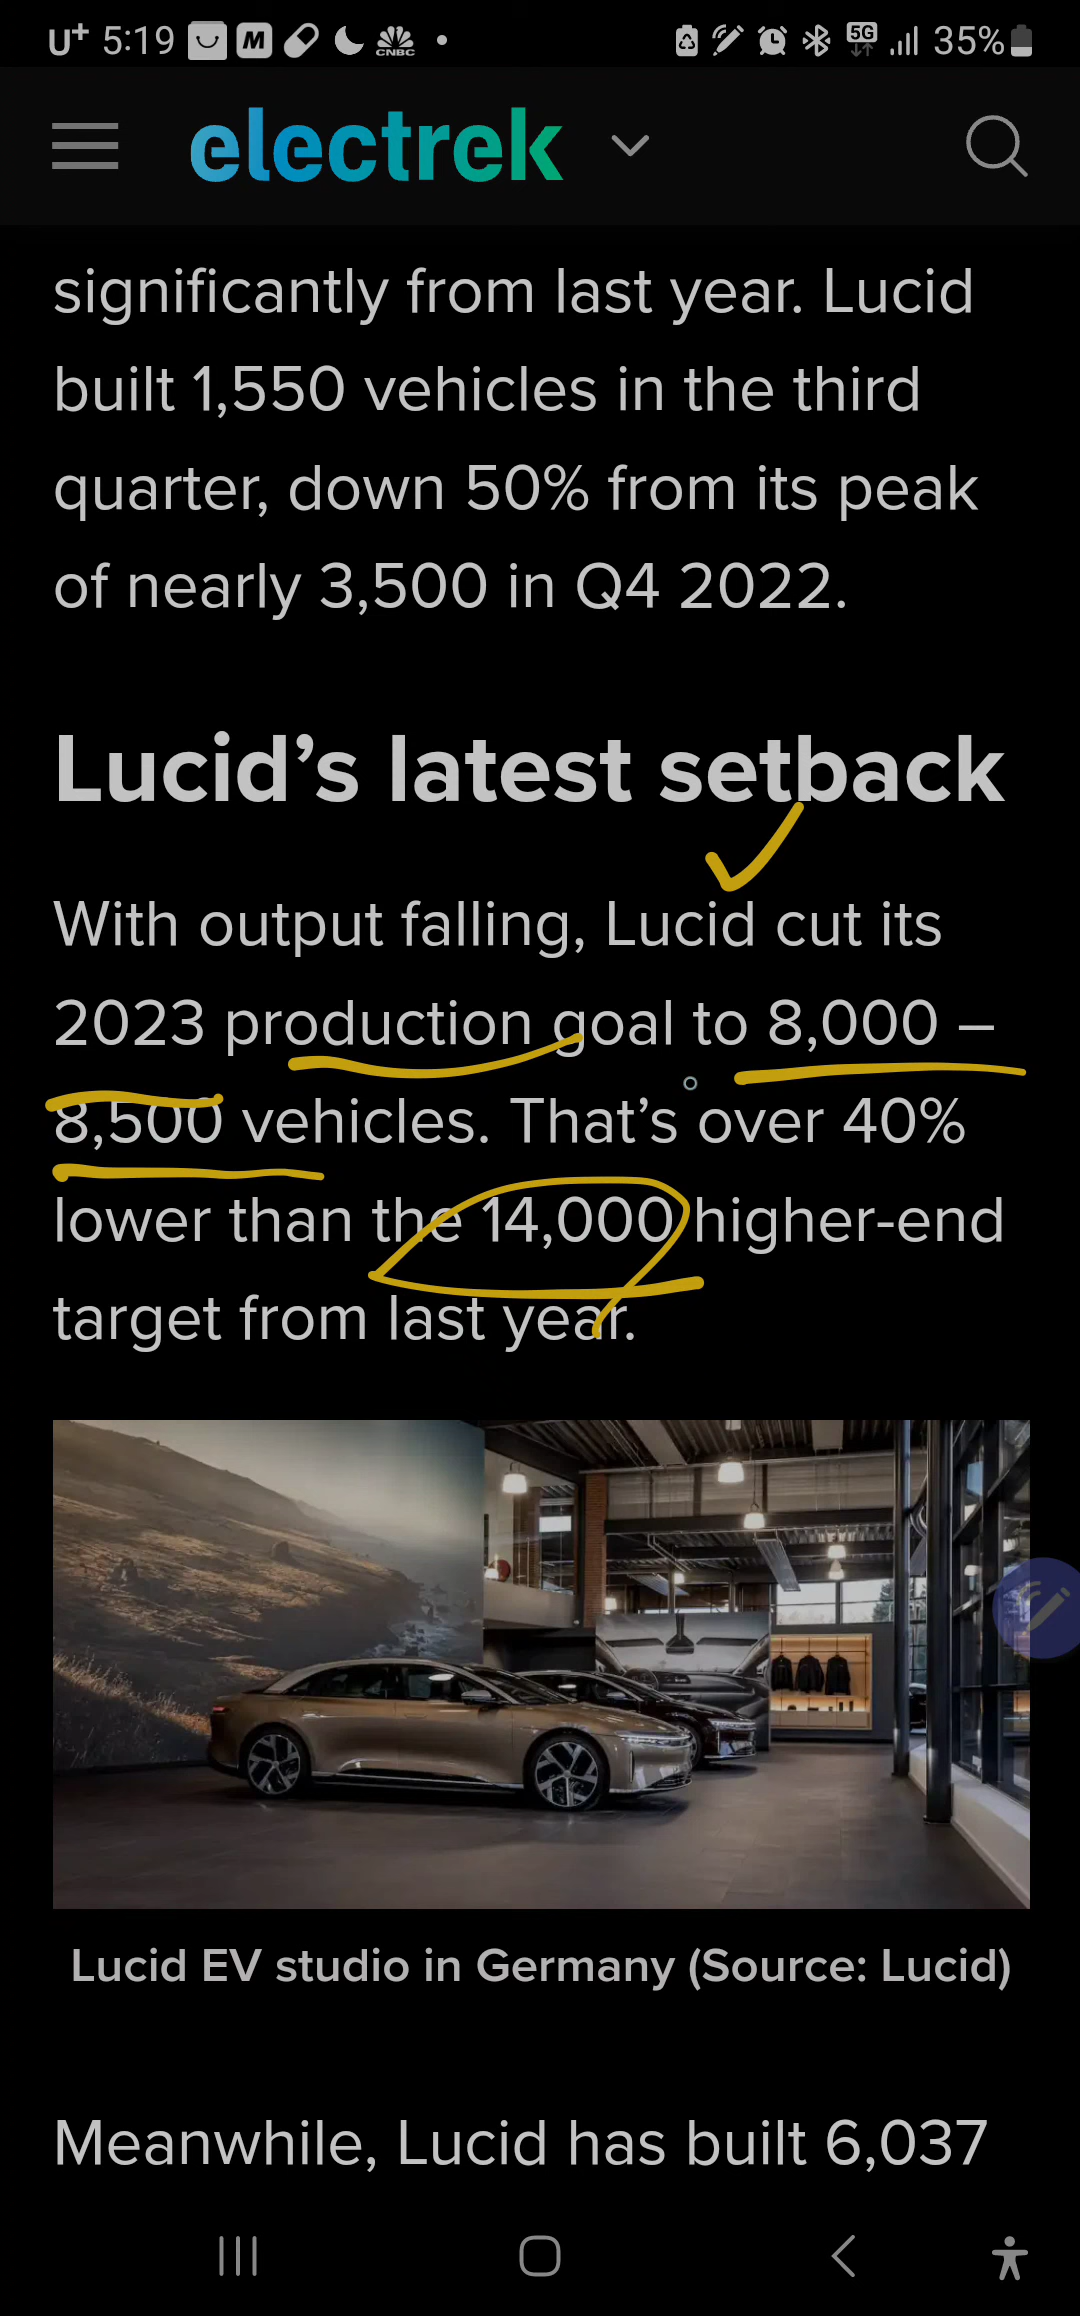 U+ 5:19 M CNBC 5G 35%
electrek
significantly from last year. Lucid
built 1,550 vehicles in the third
quarter, down 50% from its peak
of nearly 3,500 in Q4 2022.
Lucid’s latest setback
With output falling, Lucid cut its
2023 production goal to 8,000 –
8,500 vehicles. That’s over 40%
lower than the 14,000 higher-end
target from last year.
Lucid EV studio in Germany (Source: Lucid)
Meanwhile, Lucid has built 6,037